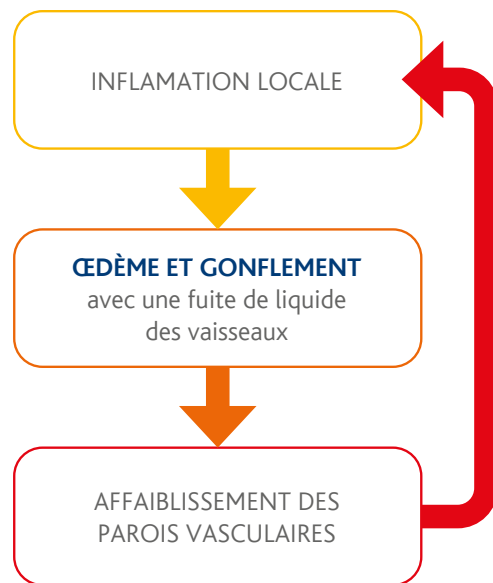 INFLAMATION LOCALE
ŒDÈME ET GONFLEMENT
avec une fuite de liquide
des vaisseaux
AFFAIBLISSEMENT DES
PAROIS VASCULAIRES